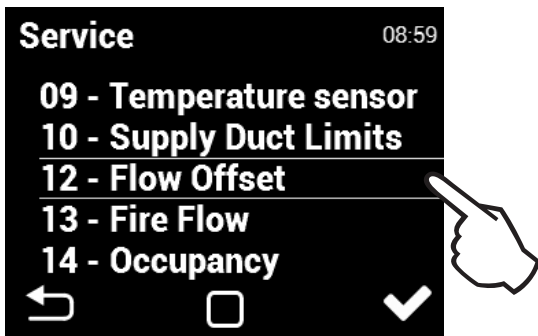 Service
08:59
09 - Temperature sensor
10 - Supply Duct Limits
12 - Flow Offset
13 - Fire Flow
14 - Occupancy